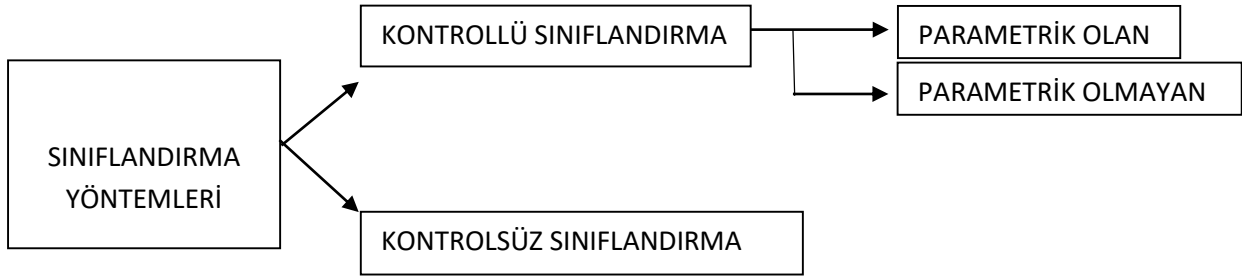 SINIFLANDIRMA
YÖNTEMLERİ
KONTROLLÜ SINIFLANDIRMA
PARAMETRİK OLAN
PARAMETRİK OLMAYAN
KONTROLSÜZ SINIFLANDIRMA